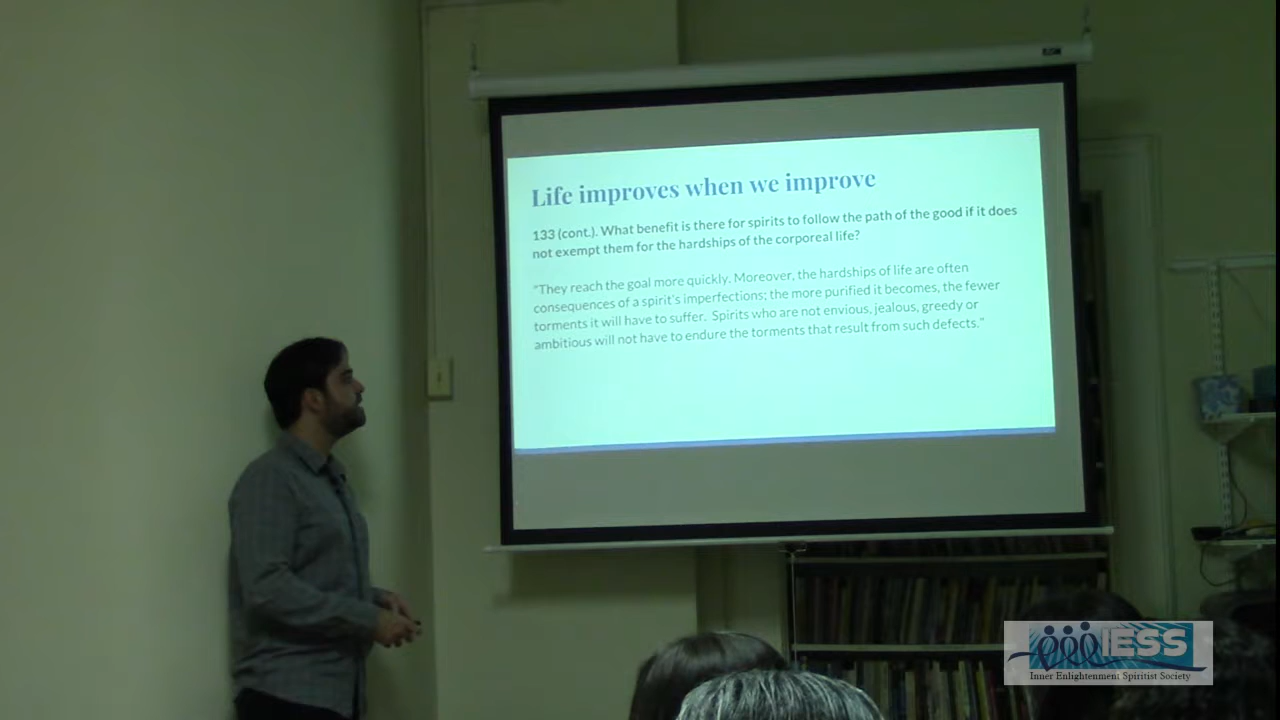 Life improves when we improve
133 (cont.). What benefit is there for spirits to follow the path of the good if it does
not exempt them for the hardships of the corporeal life?
"They reach the goal more quickly. Moreover, the hardships of life are often
consequences of a spirit's imperfections; the more purified it becomes, the fewer
torments it will have to suffer. Spirits who are not envious, jealous, greedy or
ambitious will not have to endure the torments that result from such defects."
IESS
Inner Enlightenment Spiritist Society